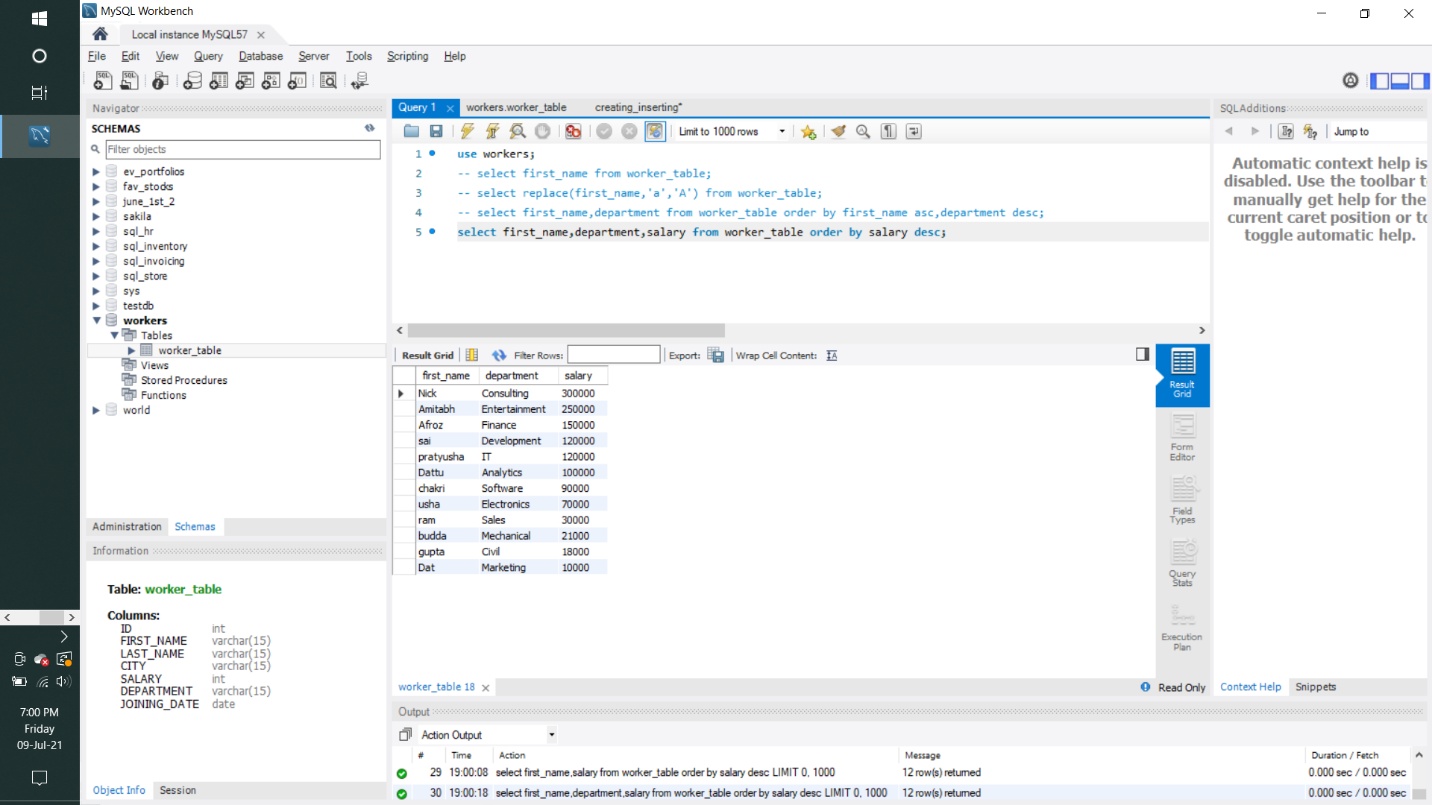 MySQL Workbench
Local instance MySQL57
File Edit View Query Database Server Tools Scripting Help
Navigator
SCHEMAS
Filter objects
ev_portfolios
fav_stocks
june_1st_2
sakila
sql_hr
sql_inventory
sql_invoicing
sql_store
sys
testdb
workers
Tables
worker_table
Views
Stored Procedures
Functions
world
Administration Schemas
Information
Table: worker_table
Columns:
ID int
FIRST_NAME varchar(15)
LAST_NAME varchar(15)
CITY varchar(15)
SALARY int
DEPARTMENT varchar(15)
JOINING_DATE date
Object Info Session
Query 1 workers.worker_table creating_inserting*
Limit to 1000 rows
1 use workers;
2 -- select first_name from worker_table;
3 -- select replace(first_name,'a','A') from worker_table;
4 -- select first_name,department from worker_table order by first_name asc,department desc;
5 select first_name,department,salary from worker_table order by salary desc;
Result Grid Filter Rows: Export: Wrap Cell Content: IA
first_name department salary
Nick Consulting 300000
Amitabh Entertainment 250000
Afroz Finance 150000
sai Development 120000
pratyusha IT 120000
Dattu Analytics 100000
chakri Software 90000
usha Electronics 70000
ram Sales 30000
budda Mechanical 21000
gupta Civil 18000
Dat Marketing 10000
Result
Grid
Form
Editor
Field
Types
Query
Stats
Execution
Plan
worker_table 18 Read Only
SQLAdditions
Jump to
Automatic context help is
disabled. Use the toolbar t
manually get help for the
current caret position or to
toggle automatic help.
Context Help Snippets
Output
Action Output
# Time Action Message Duration / Fetch
29 19:00:08 select first_name,salary from worker_table order by salary desc LIMIT 0, 1000 12 row(s) returned 0.000 sec / 0.000 sec
30 19:00:18 select first_name,department,salary from worker_table order by salary desc LIMIT 0, 1000 12 row(s) returned 0.000 sec / 0.000 sec
7:00 PM
Friday
09-Jul-21